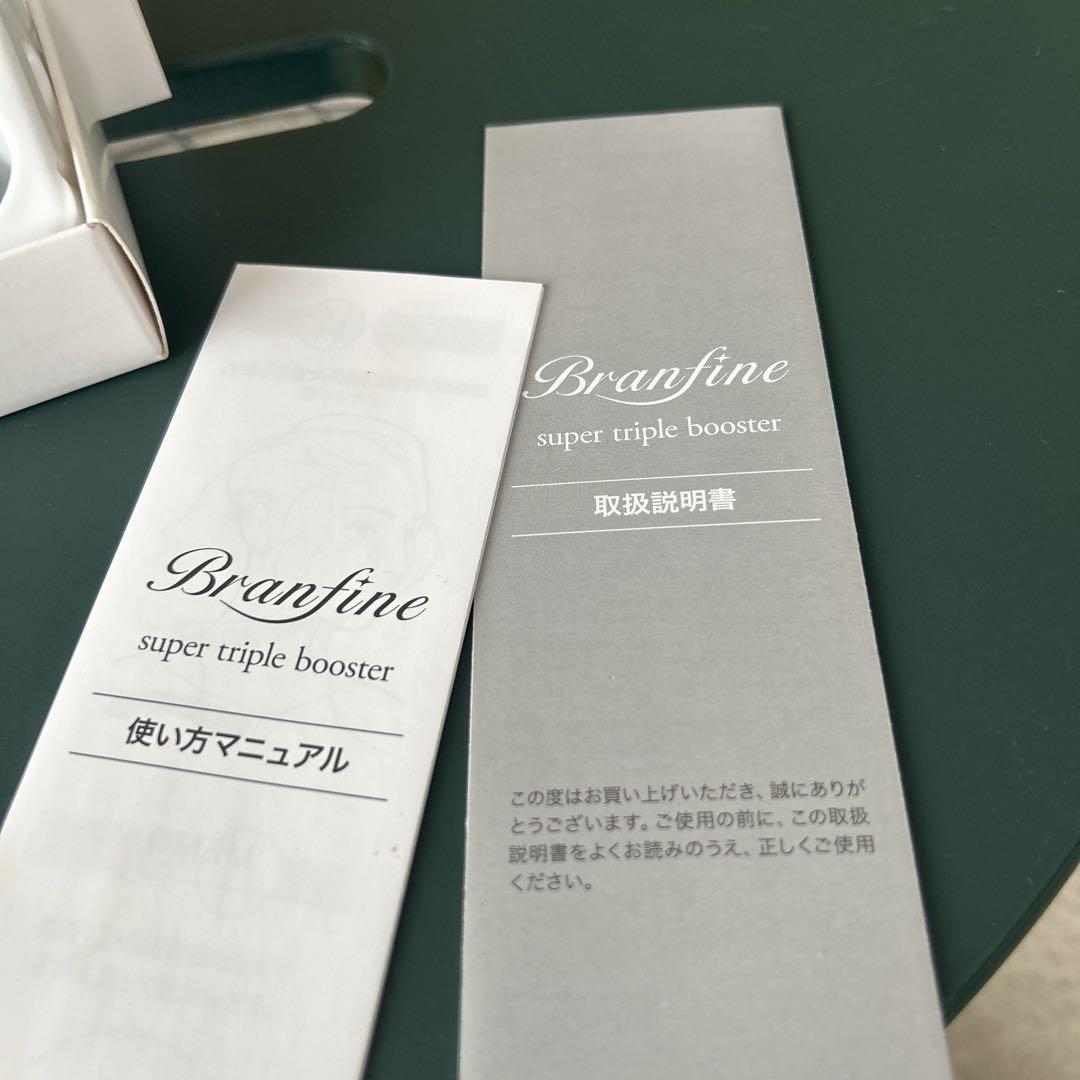 Branfine
super triple booster
使い方マニュアル
Branfine
super triple booster
取扱説明書
この度はお買い上げいただき、誠にありが
とうございます。ご使用の前に、この取扱
説明書をよくお読みのうえ、正しくご使用
ください。